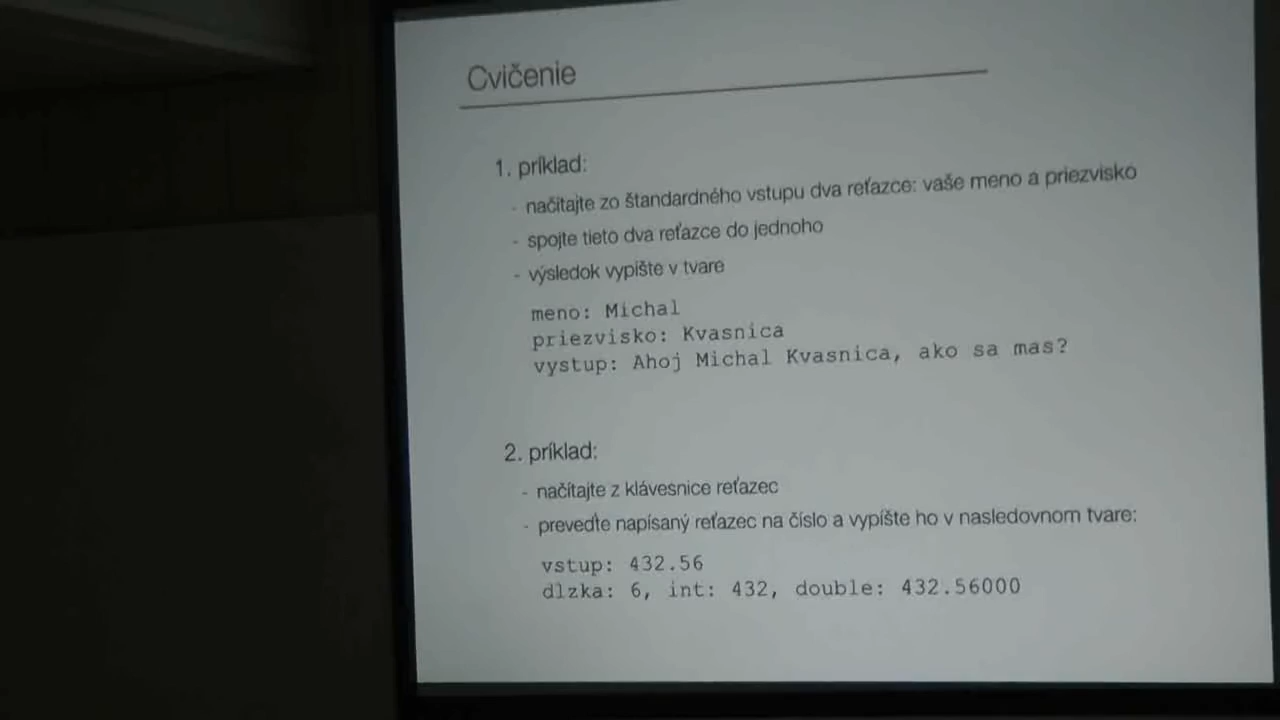 Cvičenie
1. príklad:
- načítajte zo štandardného vstupu dva reťazce: vaše meno a priezvisko
- spojte tieto dva reťazce do jednoho
- výsledok vypíšte v tvare
meno: Michal
priezvisko: Kvasnica
vystup: Ahoj Michal Kvasnica, ako sa mas?
2. príklad:
- načítajte z klávesnice reťazec
- preveďte napísaný reťazec na číslo a vypíšte ho v nasledovnom tvare:
vstup: 432.56
dlzka: 6, int: 432, double: 432.56000